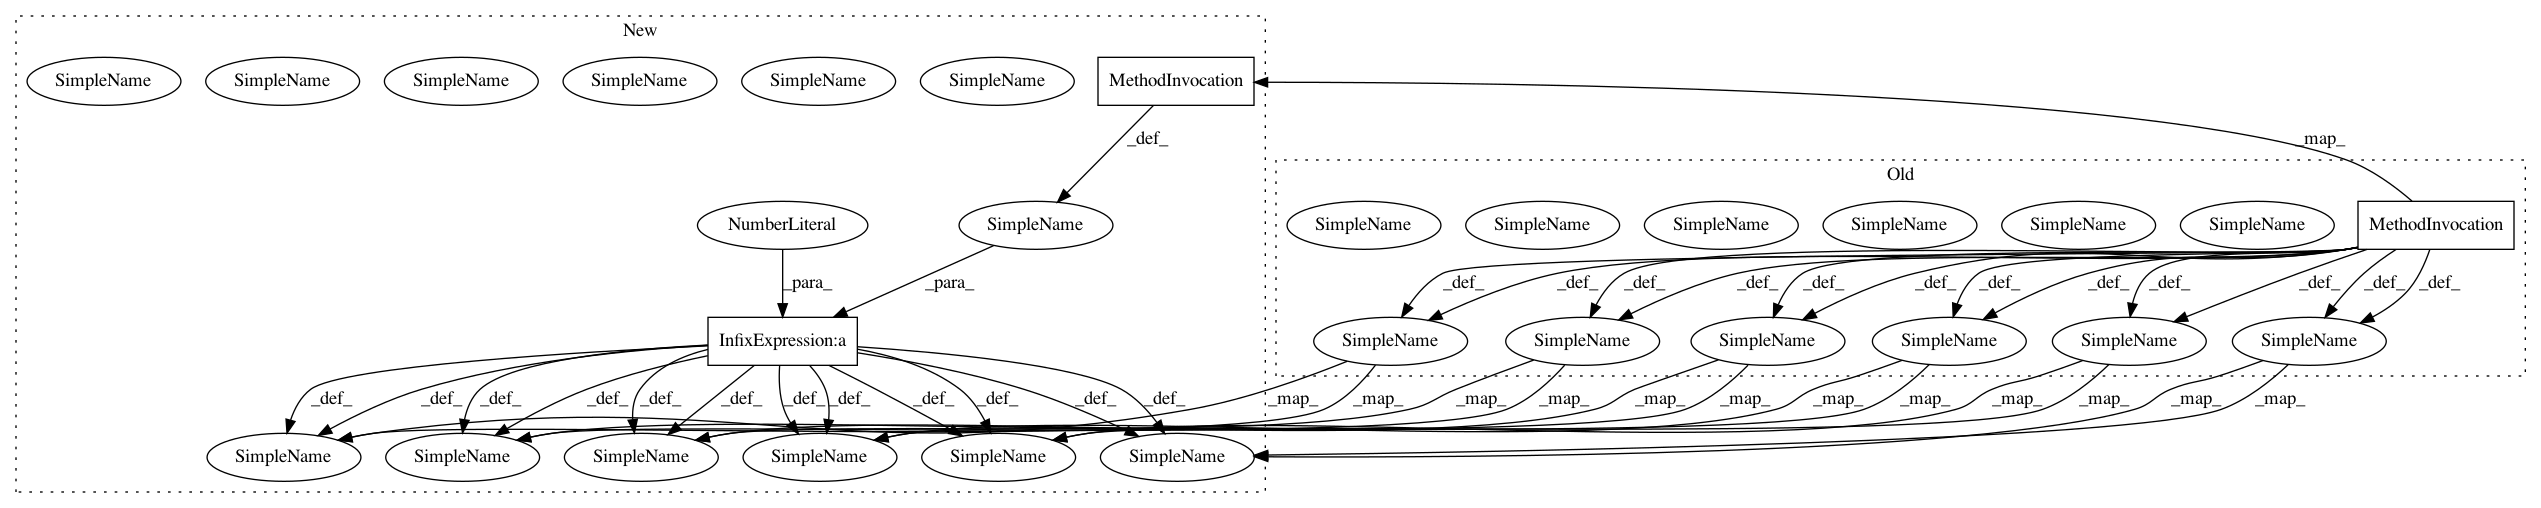 New
SimpleName SimpleName SimpleName SimpleName SimpleName SimpleName MethodInvocation
_def_ _map_
Old
NumberLiteral SimpleName SimpleName SimpleName SimpleName SimpleName SimpleName SimpleName MethodInvocation
_para_ _para_ _def_ _def_ _def_ _def_ _def_ _def_ _def_ _def_ _def_ _def_ _def_ _def_
InfixExpression:a SimpleName SimpleName SimpleName SimpleName SimpleName SimpleName
_def_ _def_ _def_ _def_ _def_ _def_ _def_ _def_ _def_ _def_ _def_ _def_ _map_ _map_ _map_ _map_ _map_ _map_ _map_ _map_ _map_ _map_ _map_ _map_
SimpleName SimpleName SimpleName SimpleName SimpleName SimpleName